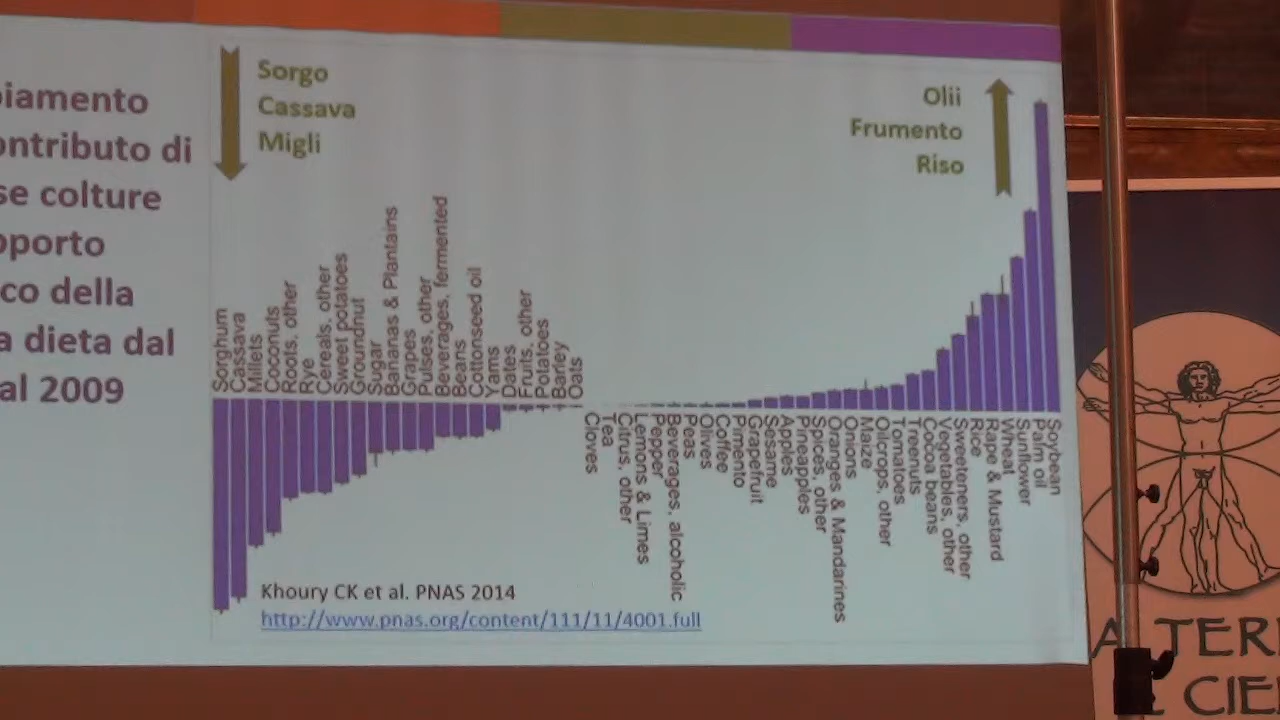 iamento
ontributo di
se colture
pporto
co della
a dieta dal
al 2009
Sorgo
Cassava
Migli
Olii
Frumento
Riso
Sorghum
Cassava
Millets
Coconuts
Roots, other
Rye
Cereals, other
Sweet potatoes
Groundnut
Sugar
Bananas & Plantains
Grapes
Pulses, other
Beverages, fermented
Beans
Cottonseed oil
Yams
Dates
Fruits, other
Potatoes
Barley
Oats
Cloves
Tea
Citrus, other
Lemons & Limes
Pepper
Beverages, alcoholic
Peas
Olives
Coffee
Pimento
Grapefruit
Sesame
Apples
Pineapples
Spices, other
Oranges & Mandarines
Onions
Maize
Oilcrops, other
Tomatoes
Treenuts
Cocoa beans
Vegetables, other
Sweeteners, other
Rice
Rape & Mustard
Wheat
Sunflower
Palm oil
Soybean
Khoury CK et al. PNAS 2014
http://www.pnas.org/content/111/11/4001.full
A TER
CIE